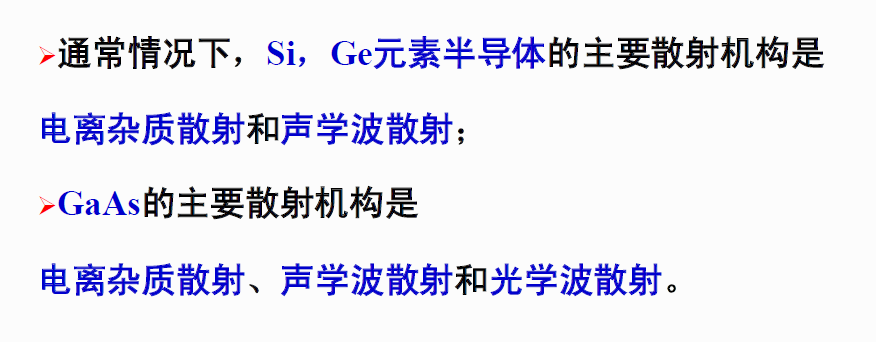 ➢通常情况下，Si，Ge元素半导体的主要散射机构是
电离杂质散射和声学波散射；
➢GaAs的主要散射机构是
电离杂质散射、声学波散射和光学波散射。